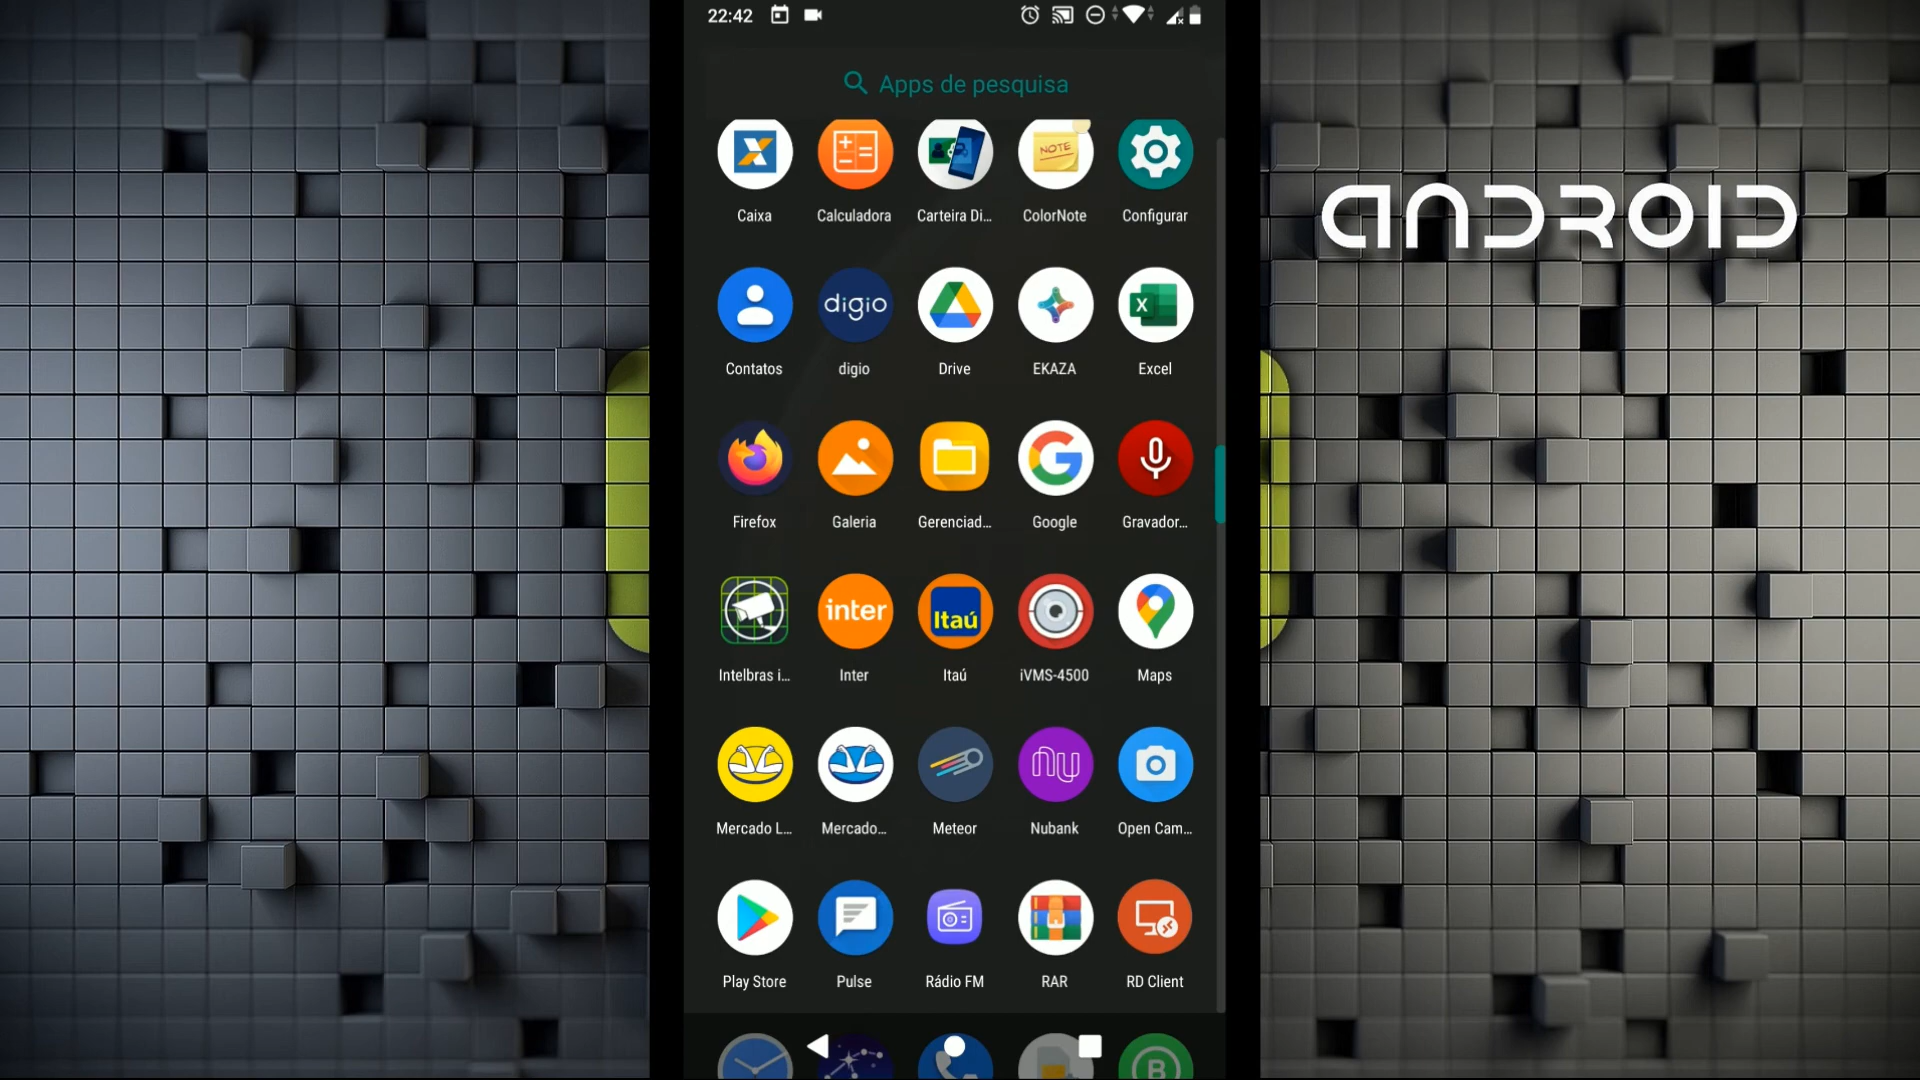 22:42
Apps de pesquisa
ANDROID
NOTE
Caixa Calculadora Carteira Di... ColorNote Configurar
digio
X
Contatos digio Drive EKAZA Excel
Firefox Galeria Gerenciad... Google Gravador...
inter Itaú
Intelbras i... Inter Itaú iVMS-4500 Maps
nu
Mercado L... Mercado... Meteor Nubank Open Cam...
Play Store Pulse Rádio FM RAR RD Client
B